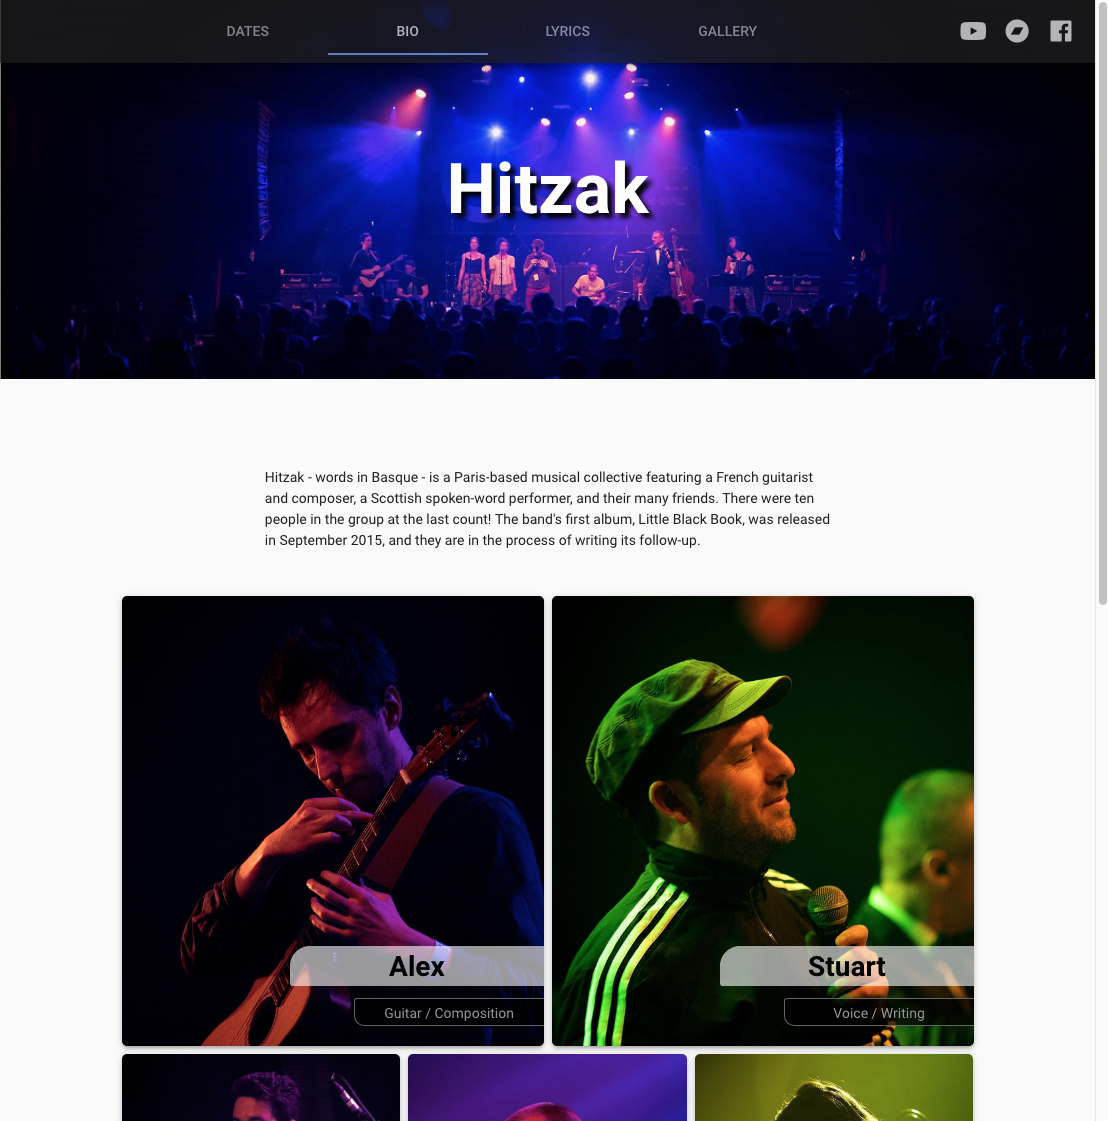 DATES
BIO
LYRICS
GALLERY
Hitzak
Hitzak - words in Basque - is a Paris-based musical collective featuring a French guitarist
and composer, a Scottish spoken-word performer, and their many friends. There were ten
people in the group at the last count! The band's first album, Little Black Book, was released
in September 2015, and they are in the process of writing its follow-up.
Alex
Guitar / Composition
Stuart
Voice / Writing